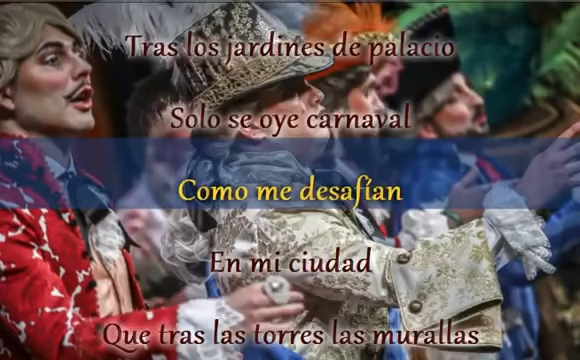 Tras los jardines de palacio
Solo se oye carnaval
Como me desafían
En mi ciudad
Que tras las torres las murallas